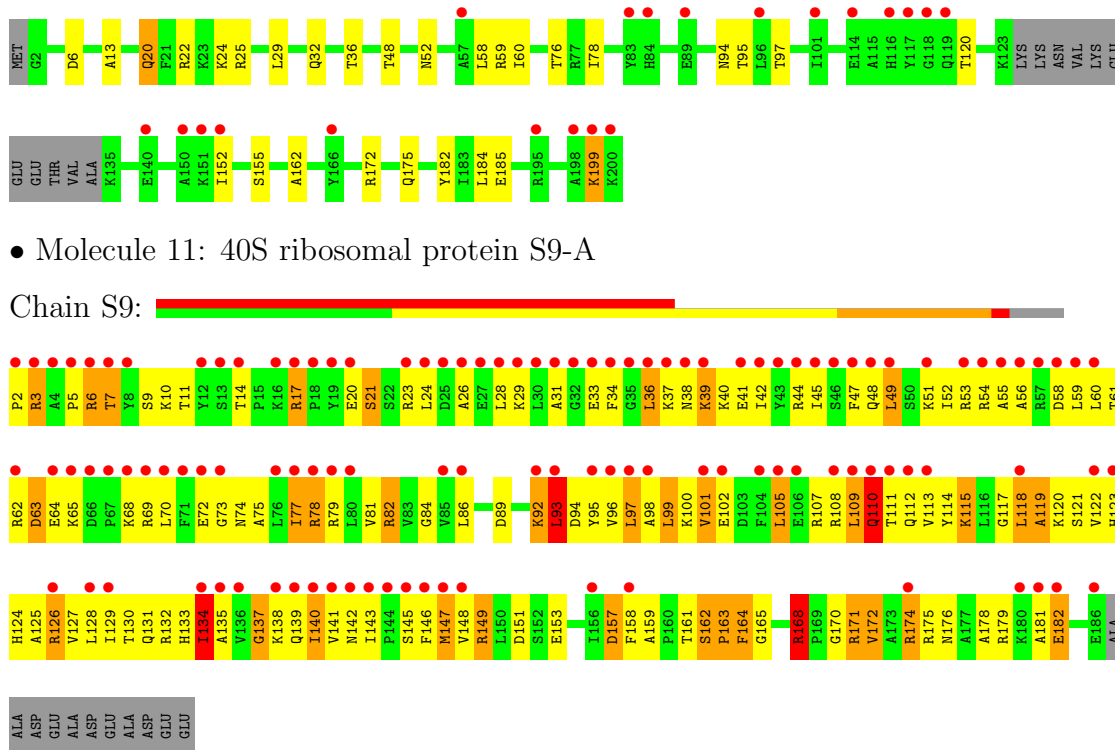 MET G2 D6 A13 Q20 F21 R22 K23 K24 R25 L29 Q32 T36 T48 N52 A57 L58 R59 I60 T76 R77 I78 Y83 H84 E89 N94 T95 L96 T97 I101 E114 A115 H116 Y117 G118 Q119 T120 K123 LYS LYS ASN VAL LYS GLU
GLU GLU THR VAL ALA K135 E140 A150 K151 I152 S155 A162 Y166 R172 Q175 Y182 I183 L184 E185 R195 A198 K199 K200
• Molecule 11: 40S ribosomal protein S9-A
Chain S9:
P2 R3 A4 P5 R6 T7 Y8 S9 K10 T11 Y12 S13 T14 P15 K16 R17 P18 Y19 E20 S21 S22 R23 L24 D25 A26 E27 L28 K29 L30 A31 G32 E33 F34 G35 L36 K37 N38 K39 K40 E41 I42 Y43 R44 I45 S46 F47 Q48 L49 S50 K51 I52 R53 R54 A55 A56 R57 D58 L59 L60 T61
R62 D63 E64 K65 D66 P67 K68 R69 L70 F71 E72 G73 N74 A75 L76 I77 R78 R79 L80 V81 R82 V83 G84 V85 L86 D89 K92 L93 D94 Y95 V96 L97 A98 L99 K100 V101 E102 D103 F104 L105 E106 R107 R108 L109 Q110 T111 Q112 V113 Y114 K115 L116 G117 L118 A119 K120 S121 V122 H123
H124 A125 R126 V127 L128 I129 T130 Q131 R132 H133 I134 A135 V136 G137 K138 Q139 I140 V141 N142 I143 P144 S145 F146 M147 V148 R149 L150 D151 S152 E153 I156 D157 F158 A159 P160 T161 S162 P163 F164 G165 R168 P169 G170 R171 V172 A173 R174 R175 N176 A177 A178 R179 K180 A181 E182 E186 ALA
ALA ASP GLU ALA ASP GLU ALA ASP GLU GLU